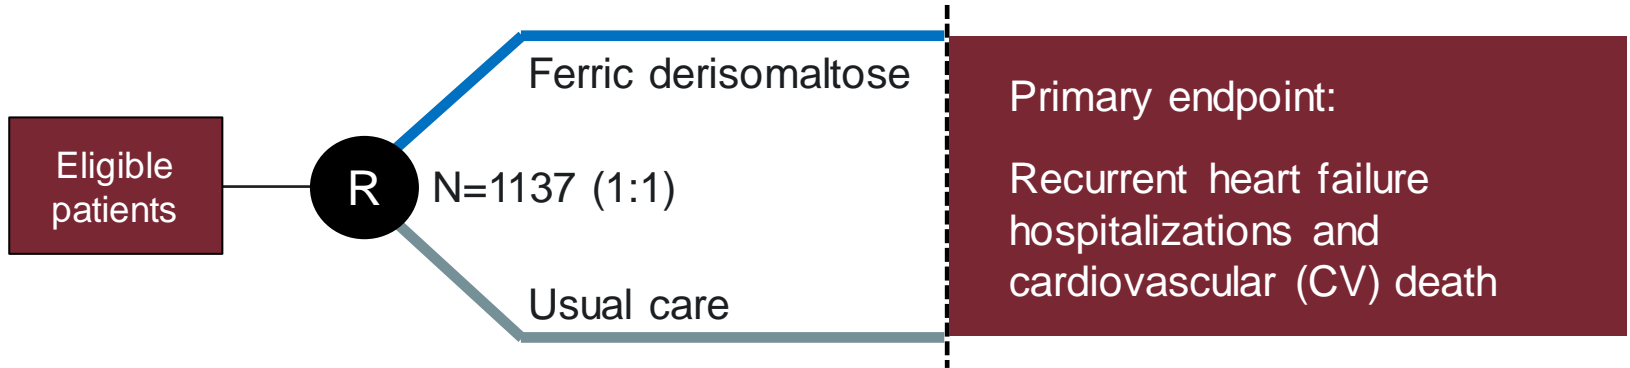 Eligible
patients
R
N=1137 (1:1)
Ferric derisomaltose
Usual care
Primary endpoint:
Recurrent heart failure
hospitalizations and
cardiovascular (CV) death